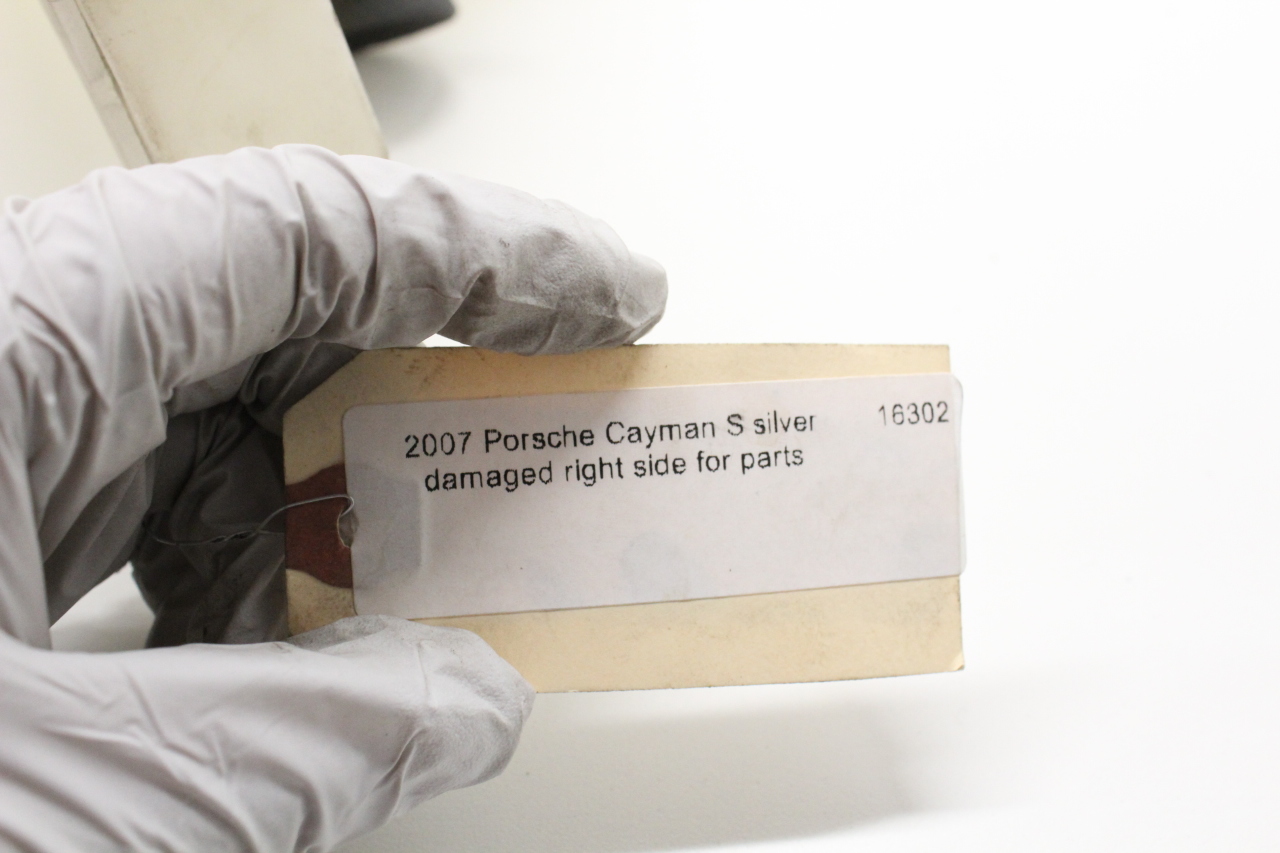 2007 Porsche Cayman S silver 16302
damaged right side for parts